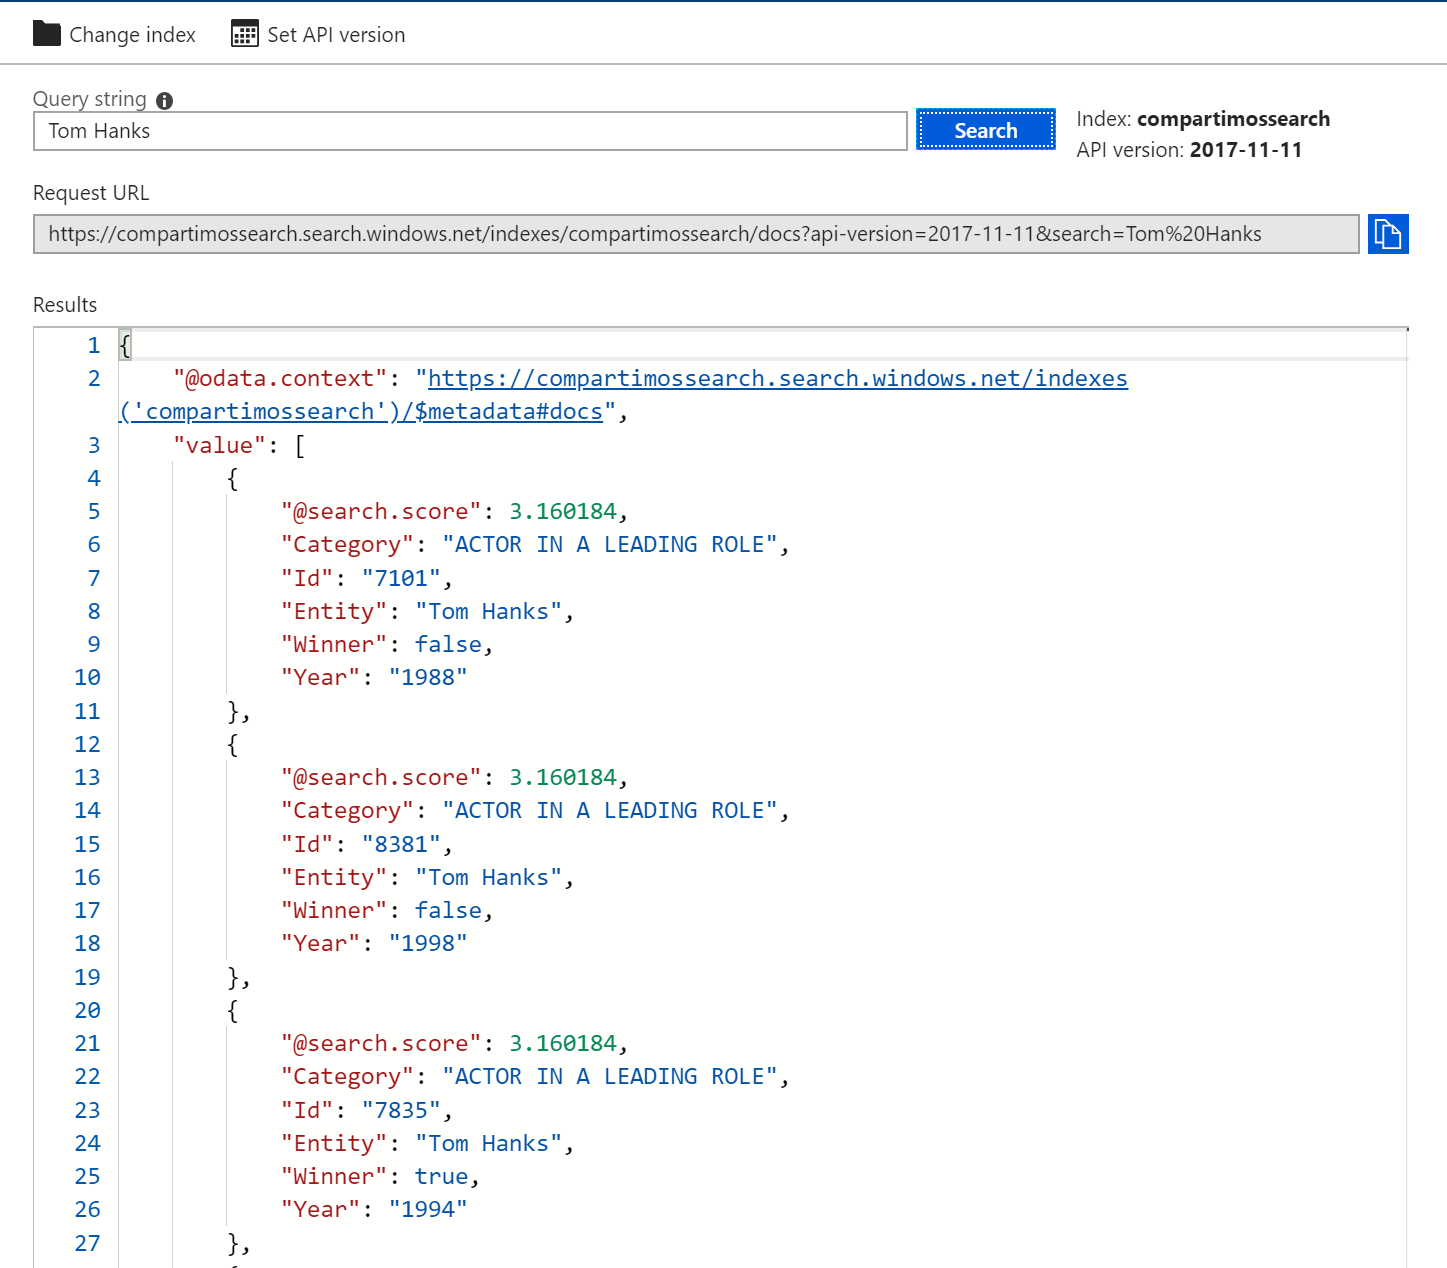 Change index Set API version
Query string
Tom Hanks
Search
Index: compartimossearch
API version: 2017-11-11
Request URL
https://compartimossearch.search.windows.net/indexes/compartimossearch/docs?api-version=2017-11-11&search=Tom%20Hanks
Results
1 {
2 "@odata.context": "https://compartimossearch.search.windows.net/indexes
('compartimossearch')/$metadata#docs",
3 "value": [
4 {
5 "@search.score": 3.160184,
6 "Category": "ACTOR IN A LEADING ROLE",
7 "Id": "7101",
8 "Entity": "Tom Hanks",
9 "Winner": false,
10 "Year": "1988"
11 },
12 {
13 "@search.score": 3.160184,
14 "Category": "ACTOR IN A LEADING ROLE",
15 "Id": "8381",
16 "Entity": "Tom Hanks",
17 "Winner": false,
18 "Year": "1998"
19 },
20 {
21 "@search.score": 3.160184,
22 "Category": "ACTOR IN A LEADING ROLE",
23 "Id": "7835",
24 "Entity": "Tom Hanks",
25 "Winner": true,
26 "Year": "1994"
27 },